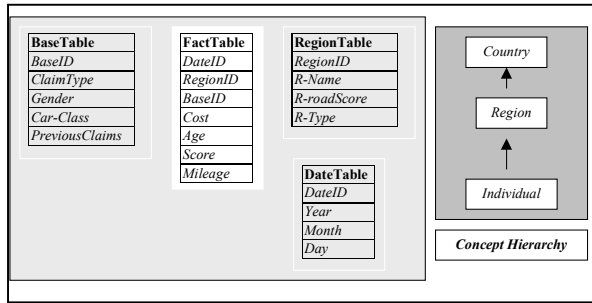 BaseTable
BaseID
ClaimType
Gender
Car-Class
PreviousClaims
FactTable
DateID
RegionID
BaseID
Cost
Age
Score
Mileage
RegionTable
RegionID
R-Name
R-roadScore
R-Type
DateTable
DateID
Year
Month
Day
Country
Region
Individual
Concept Hierarchy